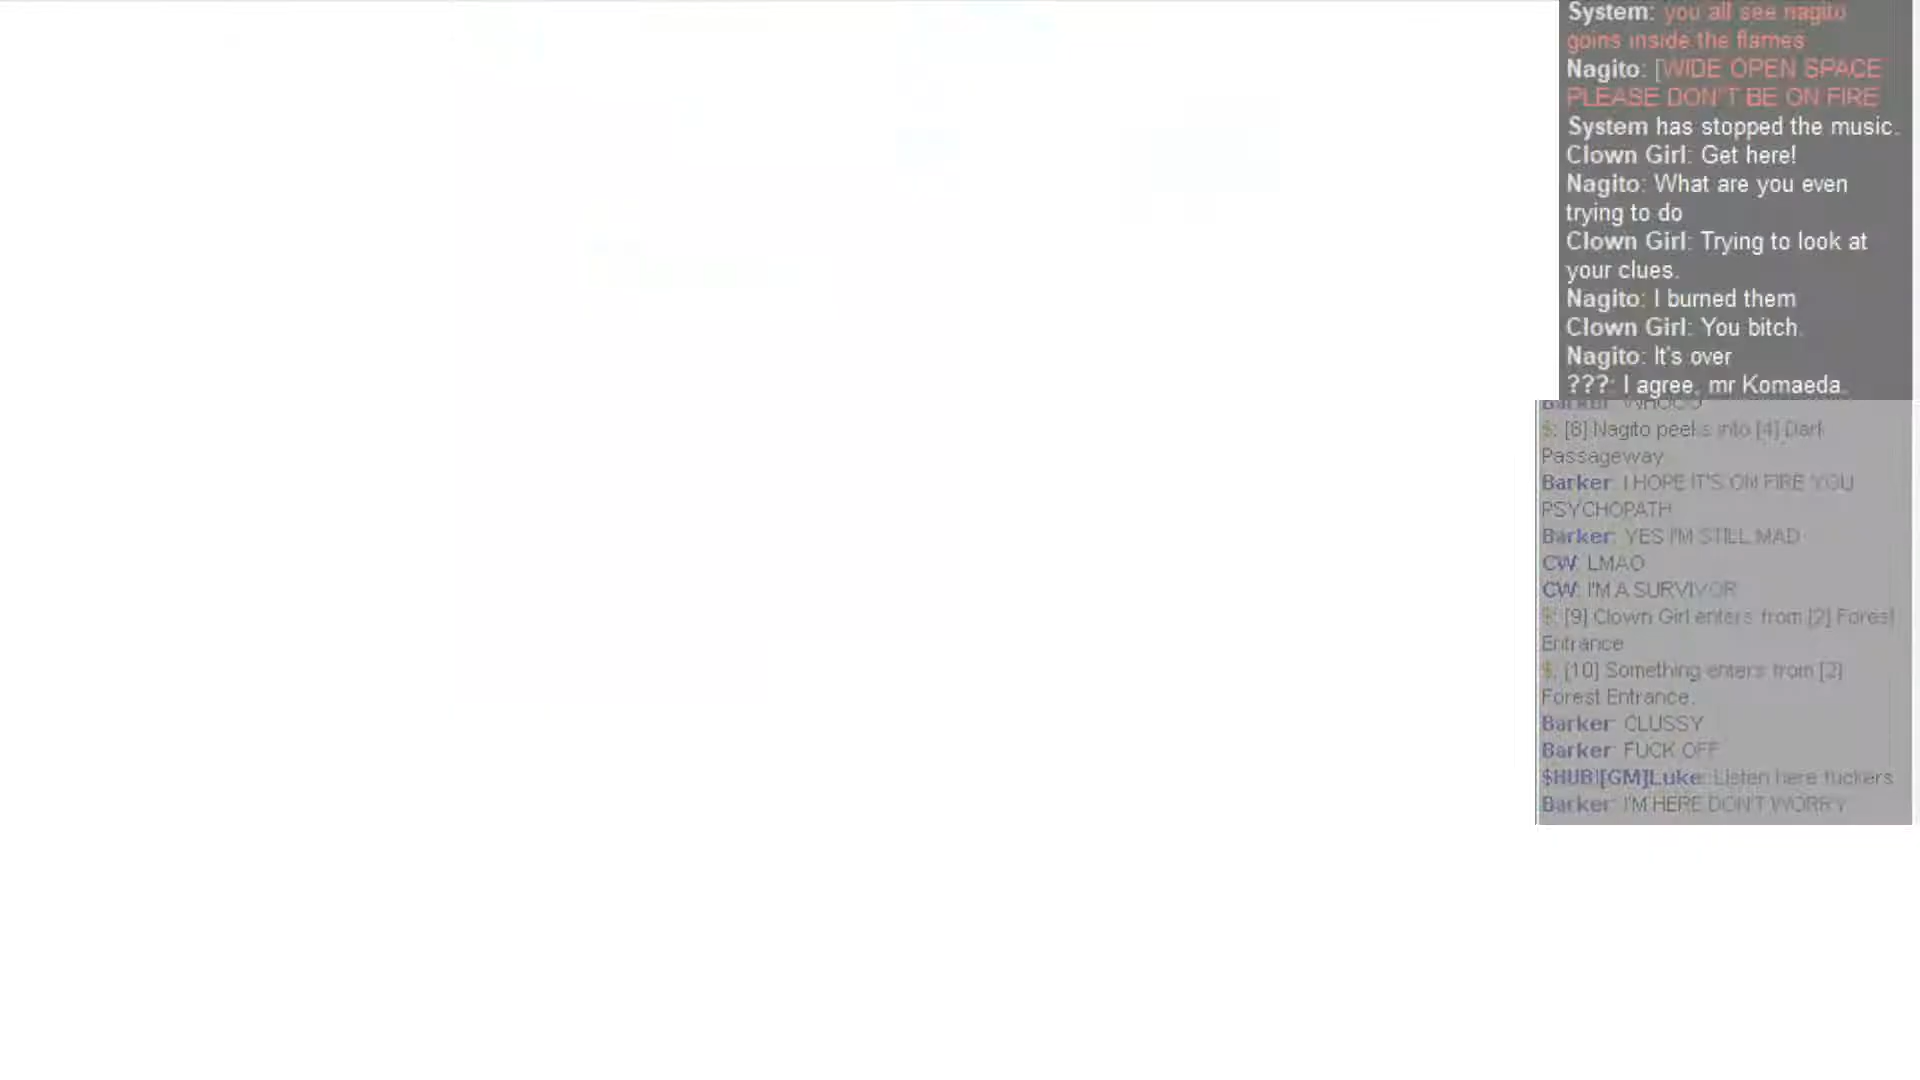 System: you all see nagito
goins inside the flames
Nagito: [WIDE OPEN SPACE
PLEASE DON'T BE ON FIRE
System has stopped the music.
Clown Girl: Get here!
Nagito: What are you even
trying to do
Clown Girl: Trying to look at
your clues.
Nagito: I burned them
Clown Girl: You bitch.
Nagito: It's over
???: I agree, mr Komaeda.
Barker: WHOOO
$: [8] Nagito peeks into [4] Dark
Passageway.
Barker: I HOPE IT'S ON FIRE YOU
PSYCHOPATH
Barker: YES I'M STILL MAD
CW: LMAO
CW: I'M A SURVIVOR
$: [9] Clown Girl enters from [2] Forest
Entrance
$: [10] Something enters from [2]
Forest Entrance.
Barker: CLUSSY
Barker: FUCK OFF
$HUB|[GM]Luke: Listen here fuckers
Barker: I'M HERE DON'T WORRY